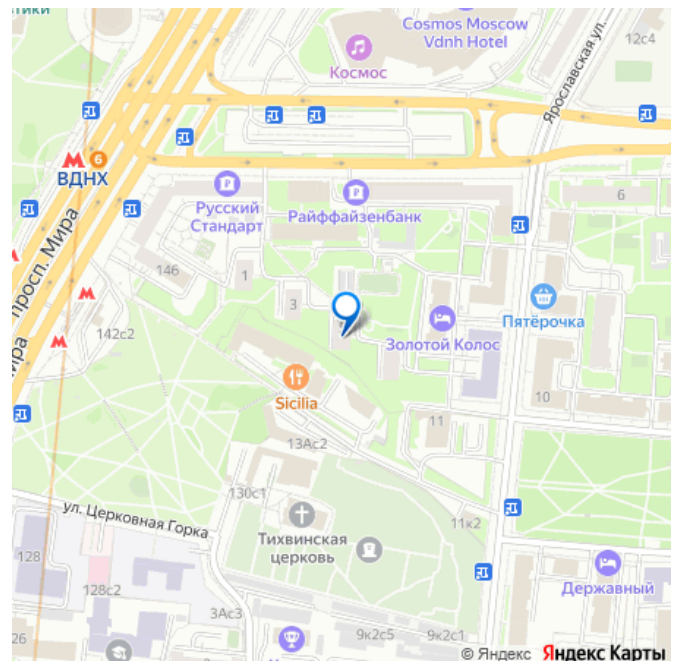 Cosmos Moscow
Vdnh Hotel
Космос
Ярославская ул.
12с4
6
ВДНХ
Русский
Стандарт
Райффайзенбанк
6
просп. Мира
146
1
3
142с2
Золотой Колос
Пятёрочка
Sicilia
10
11
13Ас2
130с1
ул. Церковная Горка
Тихвинская
церковь
11к2
128
128с2
Державный
3Ас3
26
9к2с5
9к2с1
© Яндекс Яндекс Карты